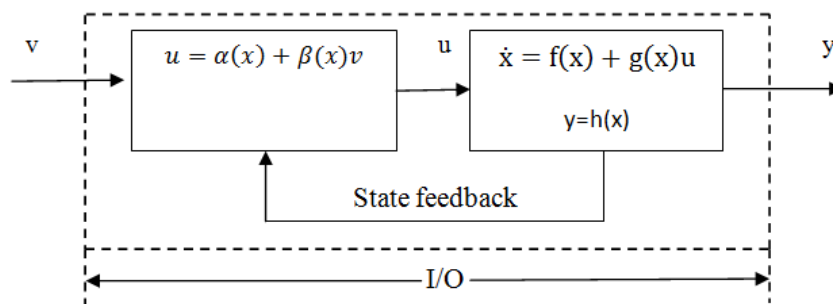 v
u = α(x) + β(x)v
u
ẋ = f(x) + g(x)u
y=h(x)
y
State feedback
I/O